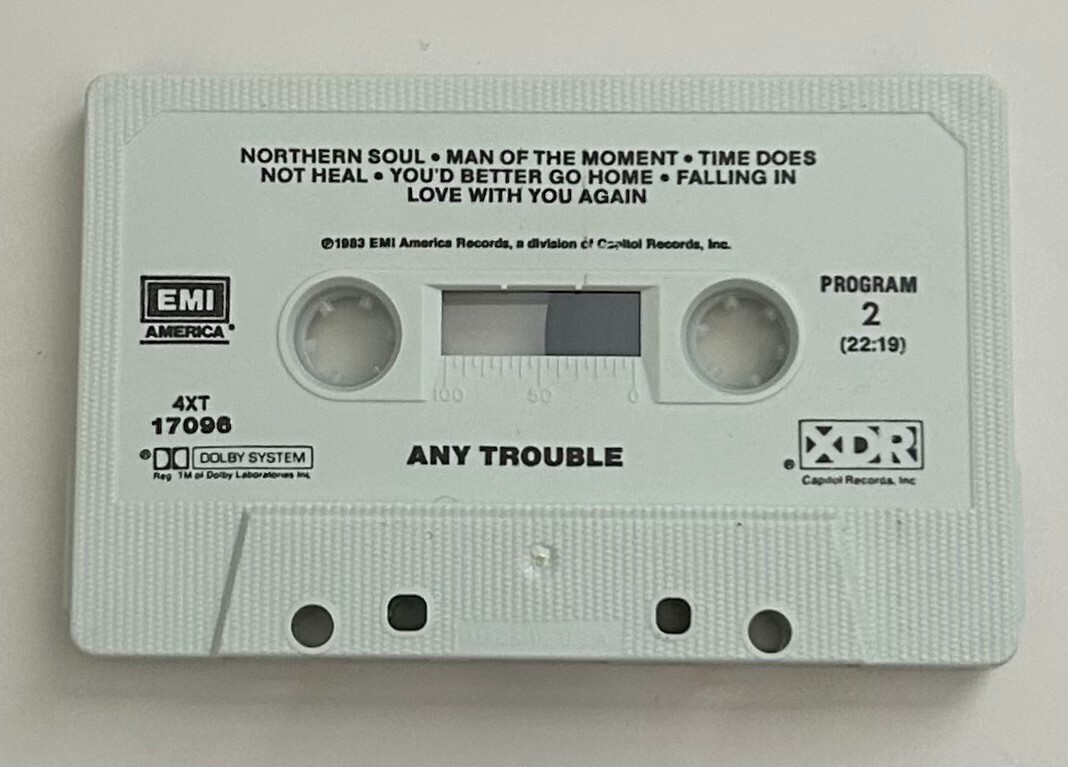 NORTHERN SOUL • MAN OF THE MOMENT • TIME DOES
NOT HEAL • YOU'D BETTER GO HOME • FALLING IN
LOVE WITH YOU AGAIN
℗1983 EMI America Records, a division of Capitol Records, Inc.
EMI
AMERICA®
PROGRAM
2
(22:19)
100 50 0
4XT
17096
® DOLBY SYSTEM
Reg TM of Dolby Laboratories Inc
ANY TROUBLE
® XDR
Capitol Records, Inc